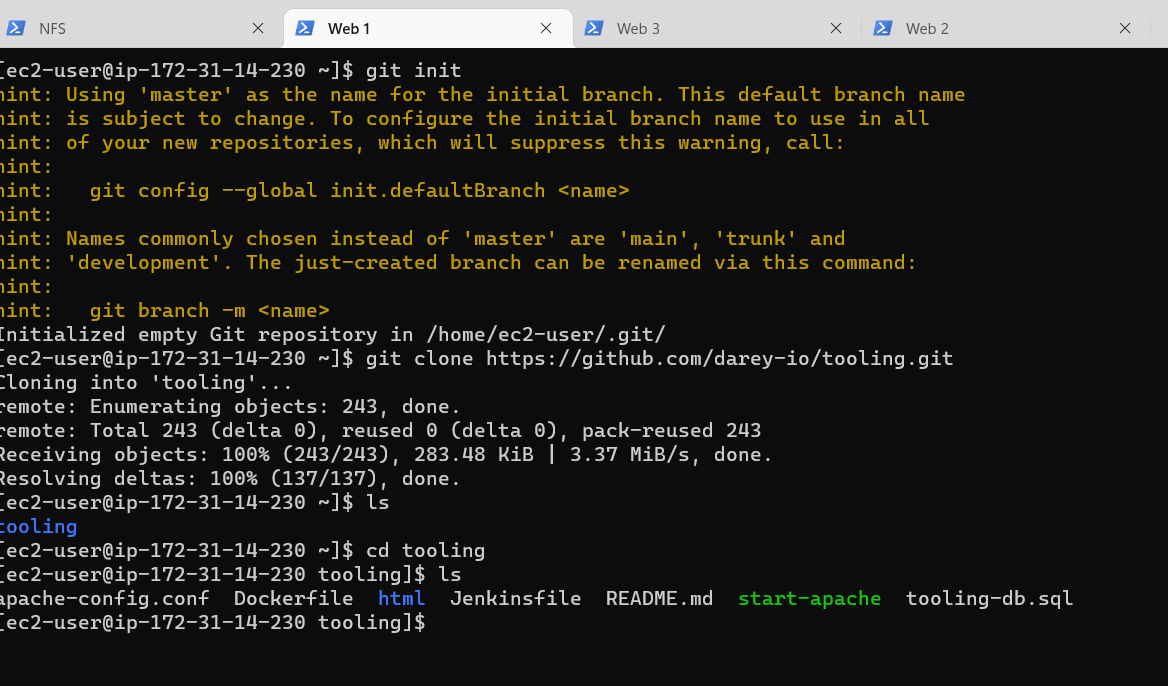 NFS
Web 1
Web 3
Web 2
[ec2-user@ip-172-31-14-230 ~]$ git init
hint: Using 'master' as the name for the initial branch. This default branch name
hint: is subject to change. To configure the initial branch name to use in all
hint: of your new repositories, which will suppress this warning, call:
hint:
hint:   git config --global init.defaultBranch <name>
hint:
hint: Names commonly chosen instead of 'master' are 'main', 'trunk' and
hint: 'development'. The just-created branch can be renamed via this command:
hint:
hint:   git branch -m <name>
Initialized empty Git repository in /home/ec2-user/.git/
[ec2-user@ip-172-31-14-230 ~]$ git clone https://github.com/darey-io/tooling.git
Cloning into 'tooling'...
remote: Enumerating objects: 243, done.
remote: Total 243 (delta 0), reused 0 (delta 0), pack-reused 243
Receiving objects: 100% (243/243), 283.48 KiB | 3.37 MiB/s, done.
Resolving deltas: 100% (137/137), done.
[ec2-user@ip-172-31-14-230 ~]$ ls
tooling
[ec2-user@ip-172-31-14-230 ~]$ cd tooling
[ec2-user@ip-172-31-14-230 tooling]$ ls
apache-config.conf  Dockerfile  html  Jenkinsfile  README.md  start-apache  tooling-db.sql
[ec2-user@ip-172-31-14-230 tooling]$